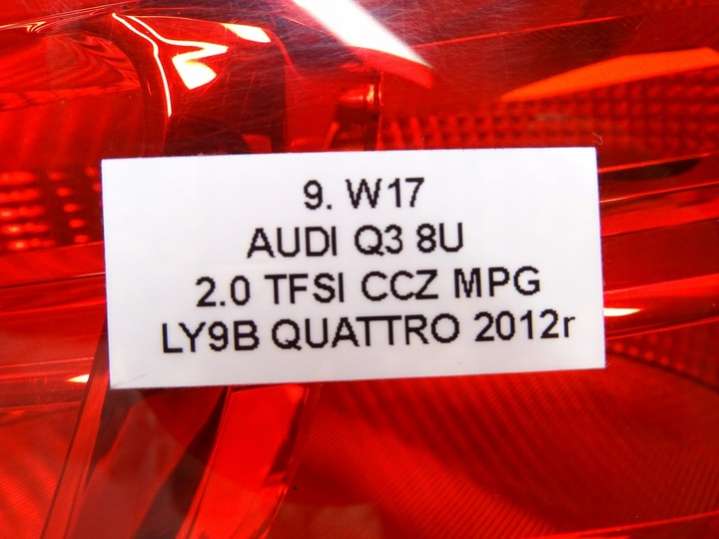 9. W17
AUDI Q3 8U
2.0 TFSI CCZ MPG
LY9B QUATTRO 2012r